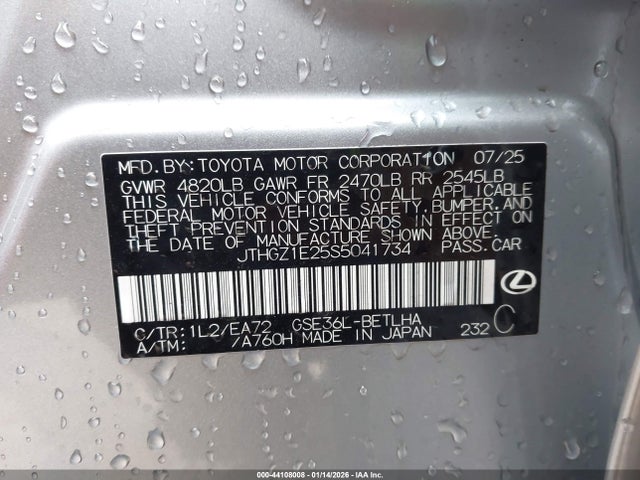 MFD. BY: TOYOTA MOTOR CORPORATION 07/25
GVWR 4820LB GAWR FR 2470LB RR 2545LB
THIS VEHICLE CONFORMS TO ALL APPLICABLE
FEDERAL MOTOR VEHICLE SAFETY, BUMPER, AND
THEFT PREVENTION STANDARDS IN EFFECT ON
THE DATE OF MANUFACTURE SHOWN ABOVE.
JTHGZ1E25S5041734 PASS. CAR
C/TR: 1L2/EA72 GSE36L-BETLHA
A/TM: /A760H MADE IN JAPAN 232 C
000-44108008 - 01/14/2026 - IAA Inc.